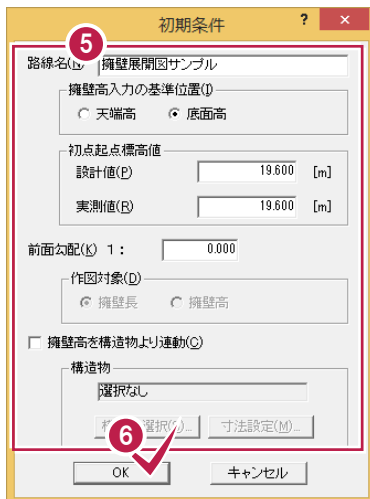 初期条件 ? ×
5
路線名(N) 擁壁展開図サンプル
擁壁高入力の基準位置(I)
天端高 底面高
初点起点標高値
設計値(P) 19.600 [m]
実測値(R) 19.600 [m]
前面勾配(K) 1: 0.000
作図対象(D)
擁壁長 擁壁高
擁壁高を構造物より連動(C)
構造物
選択なし
選択(S)... 寸法設定(M)...
6
OK キャンセル